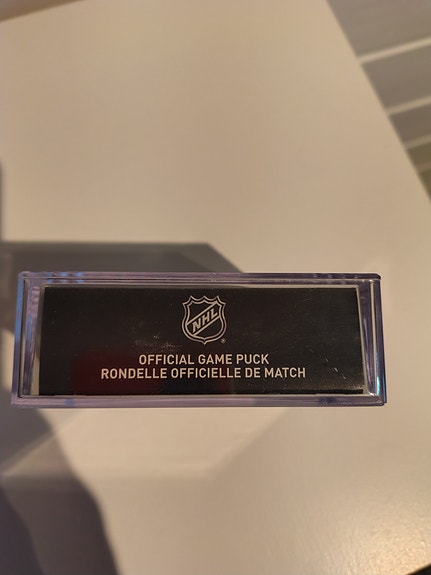 NHL
®
OFFICIAL GAME PUCK
RONDELLE OFFICIELLE DE MATCH